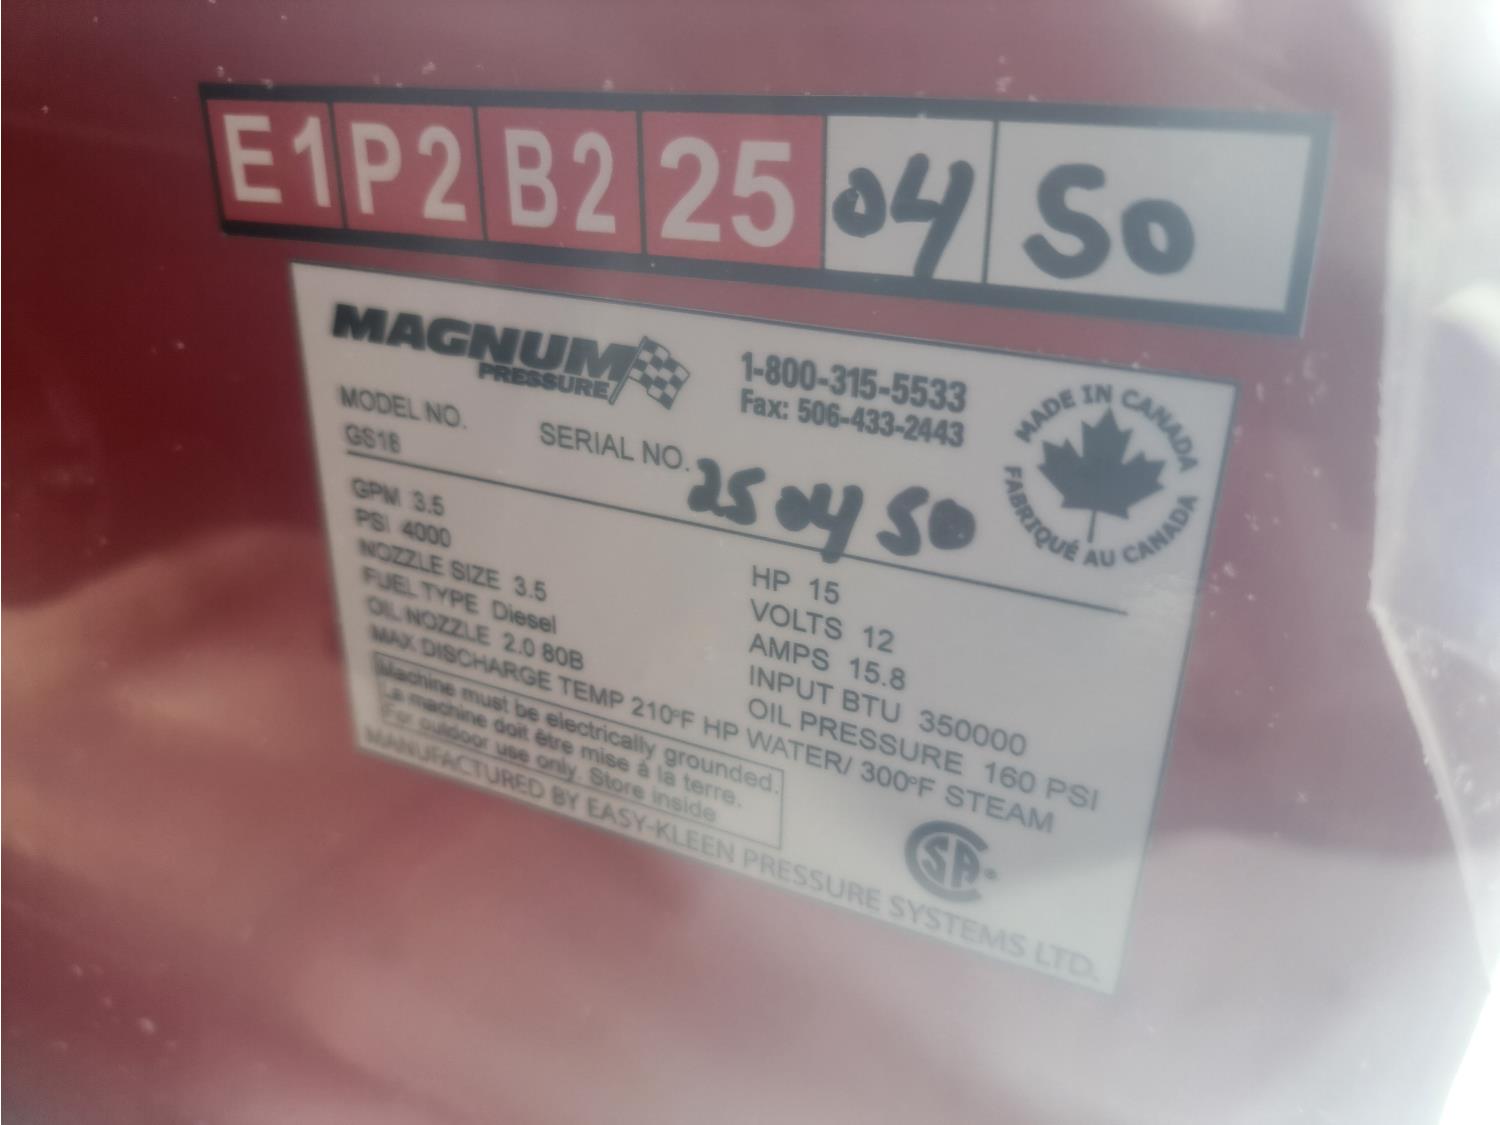 E1 P2 B2 25 04 50
MAGNUM
PRESSURE
1-800-315-5533
Fax: 506-433-2443
MADE IN CANADA
FABRIQUÉ AU CANADA
MODEL NO.
GS18
SERIAL NO. 250450
GPM 3.5
PSI 4000
NOZZLE SIZE 3.5
FUEL TYPE Diesel
OIL NOZZLE 2.0 80B
HP 15
VOLTS 12
AMPS 15.8
INPUT BTU 350000
OIL PRESSURE 160 PSI
MAX DISCHARGE TEMP 210°F HP WATER/ 300°F STEAM
Machine must be electrically grounded.
La machine doit être mise à la terre.
For outdoor use only. Store inside
CSA
MANUFACTURED BY EASY-KLEEN PRESSURE SYSTEMS LTD.